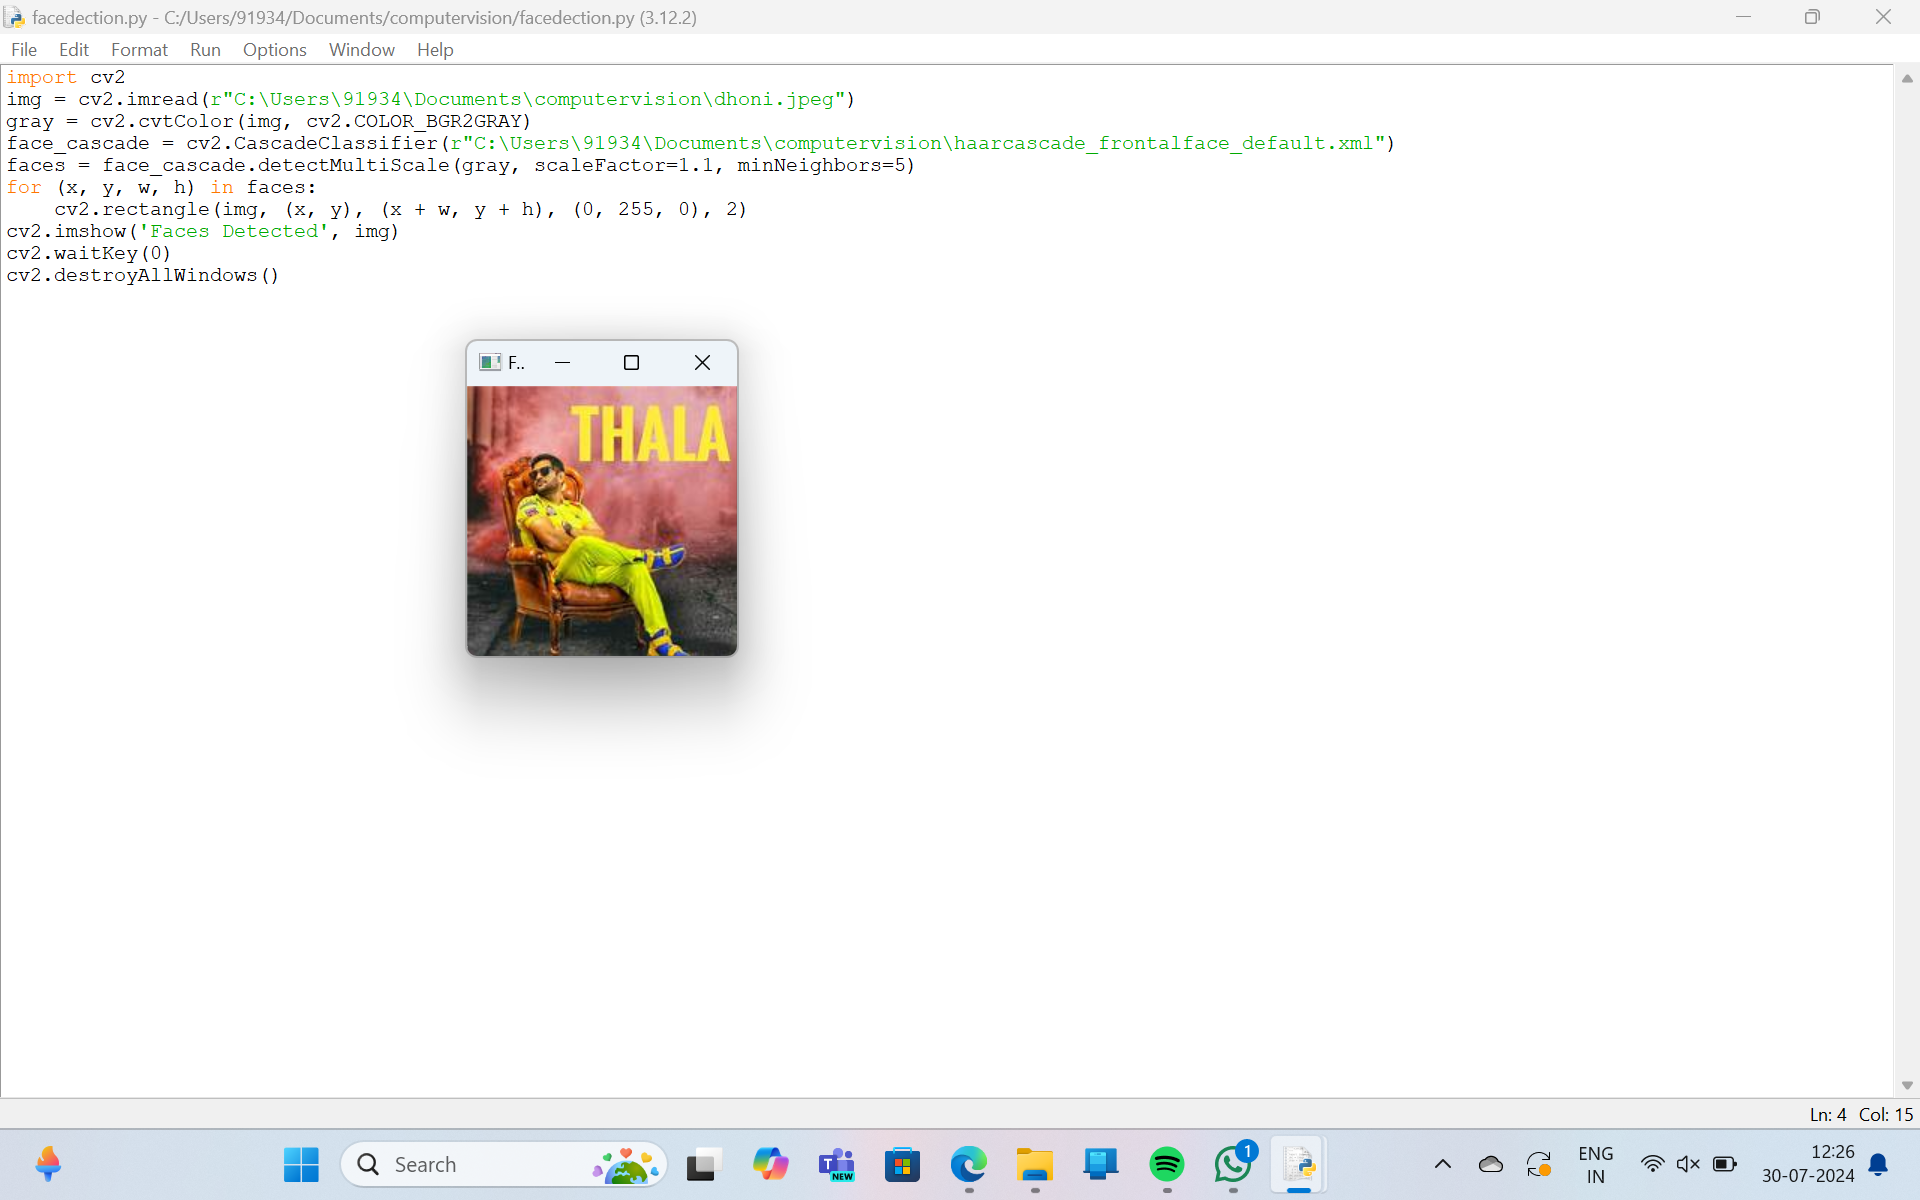 facedection.py - C:/Users/91934/Documents/computervision/facedection.py (3.12.2)
File Edit Format Run Options Window Help
import cv2
img = cv2.imread(r"C:\Users\91934\Documents\computervision\dhoni.jpeg")
gray = cv2.cvtColor(img, cv2.COLOR_BGR2GRAY)
face_cascade = cv2.CascadeClassifier(r"C:\Users\91934\Documents\computervision\haarcascade_frontalface_default.xml")
faces = face_cascade.detectMultiScale(gray, scaleFactor=1.1, minNeighbors=5)
for (x, y, w, h) in faces:
    cv2.rectangle(img, (x, y), (x + w, y + h), (0, 255, 0), 2)
cv2.imshow('Faces Detected', img)
cv2.waitKey(0)
cv2.destroyAllWindows()
F..
THALA
Ln: 4 Col: 15
Search
T
NEW
1
ENG
IN
12:26
30-07-2024